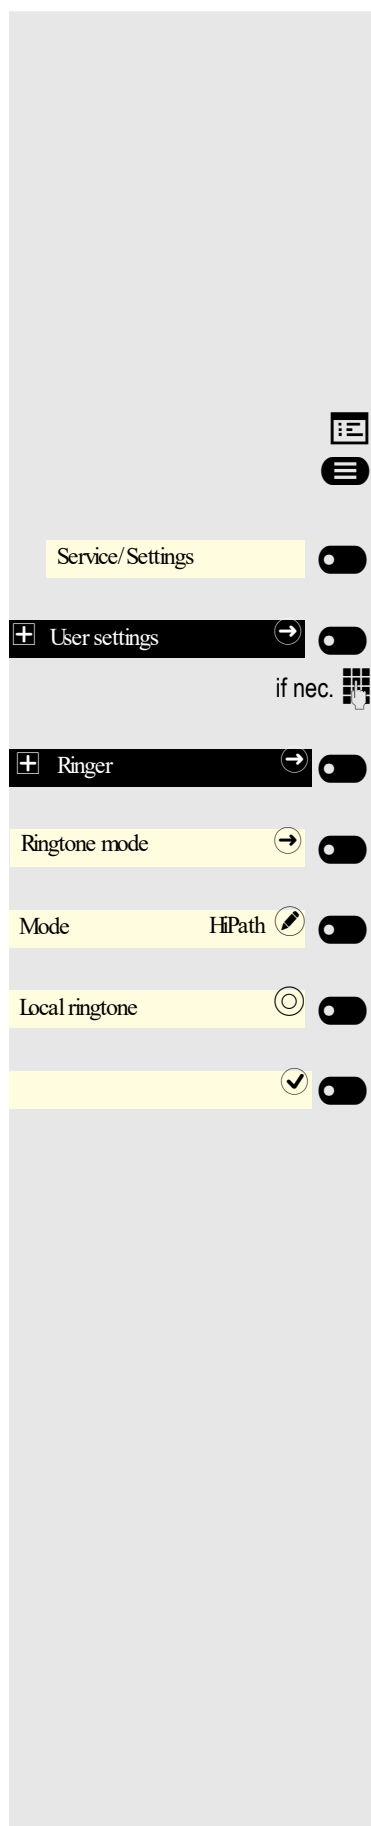 Service/Settings
User settings
if nec.
Ringer
Ringtone mode
Mode HiPath
Local ringtone